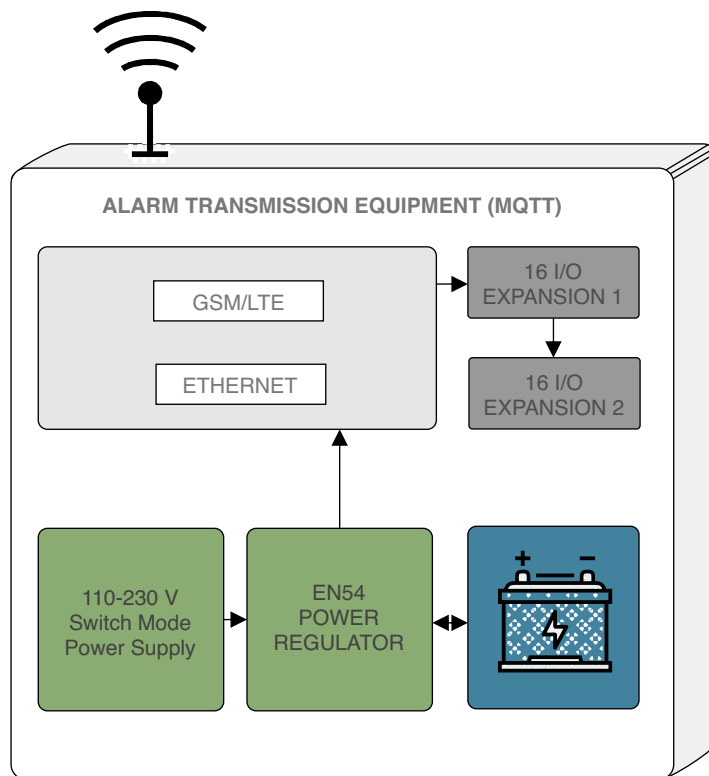 ALARM TRANSMISSION EQUIPMENT (MQTT)
GSM/LTE
ETHERNET
16 I/O
EXPANSION 1
16 I/O
EXPANSION 2
110-230 V
Switch Mode
Power Supply
EN54
POWER
REGULATOR
+ −